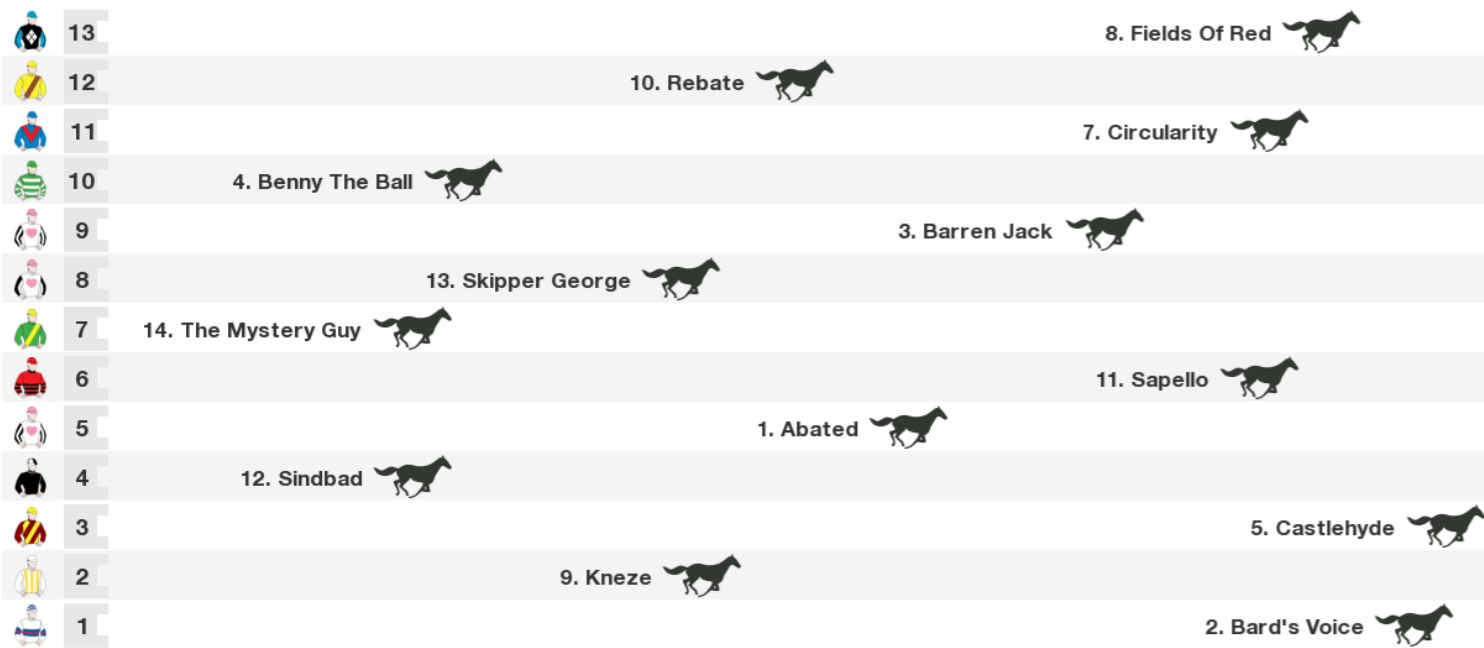 13 8. Fields Of Red
12 10. Rebate
11 7. Circularity
10 4. Benny The Ball
9 3. Barren Jack
8 13. Skipper George
7 14. The Mystery Guy
6 11. Sapello
5 1. Abated
4 12. Sindbad
3 5. Castlehyde
2 9. Kneze
1 2. Bard's Voice